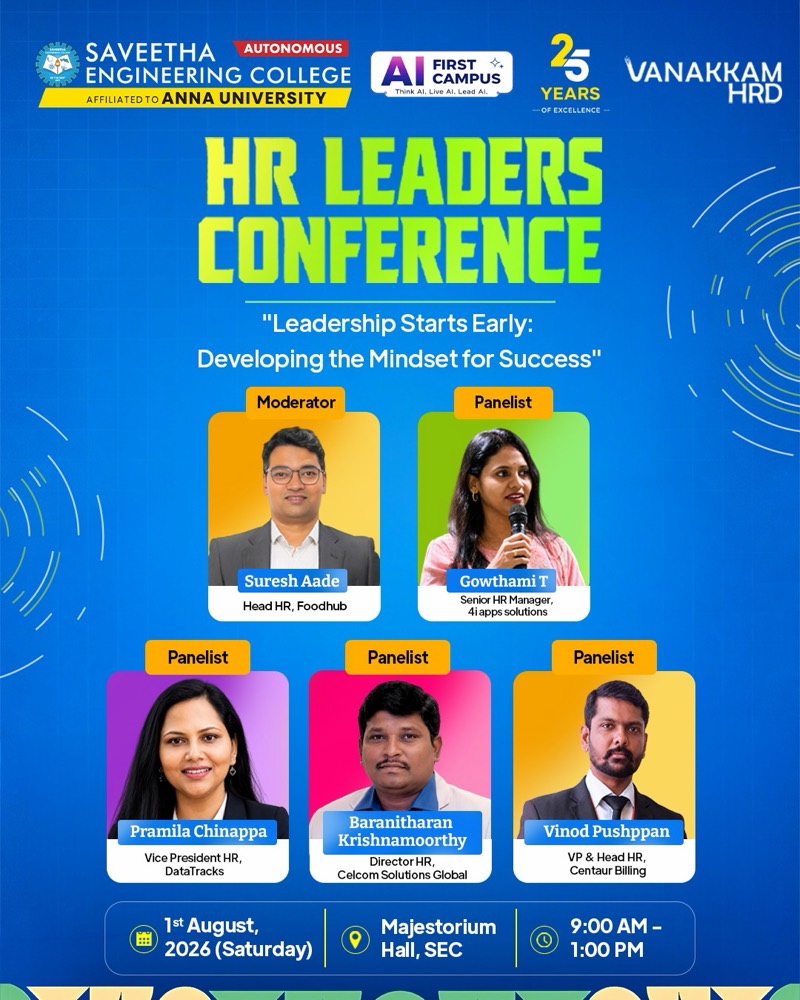 SAVEETHA
AUTONOMOUS
ENGINEERING COLLEGE
AFFILIATED TO ANNA UNIVERSITY
AI FIRST CAMPUS
Think AI. Live AI. Lead AI.
25
YEARS
OF EXCELLENCE
VANAKKAM
HRD
HR LEADERS
CONFERENCE
"Leadership Starts Early:
Developing the Mindset for Success"
Moderator
Suresh Aade
Head HR, Foodhub
Panelist
Gowthami T
Senior HR Manager,
4i apps solutions
Panelist
Pramila Chinappa
Vice President HR,
DataTracks
Panelist
Baranitharan
Krishnamoorthy
Director HR,
Celcom Solutions Global
Panelist
Vinod Pushppan
VP & Head HR,
Centaur Billing
1st August,
2026 (Saturday)
Majestorium
Hall, SEC
9:00 AM –
1:00 PM